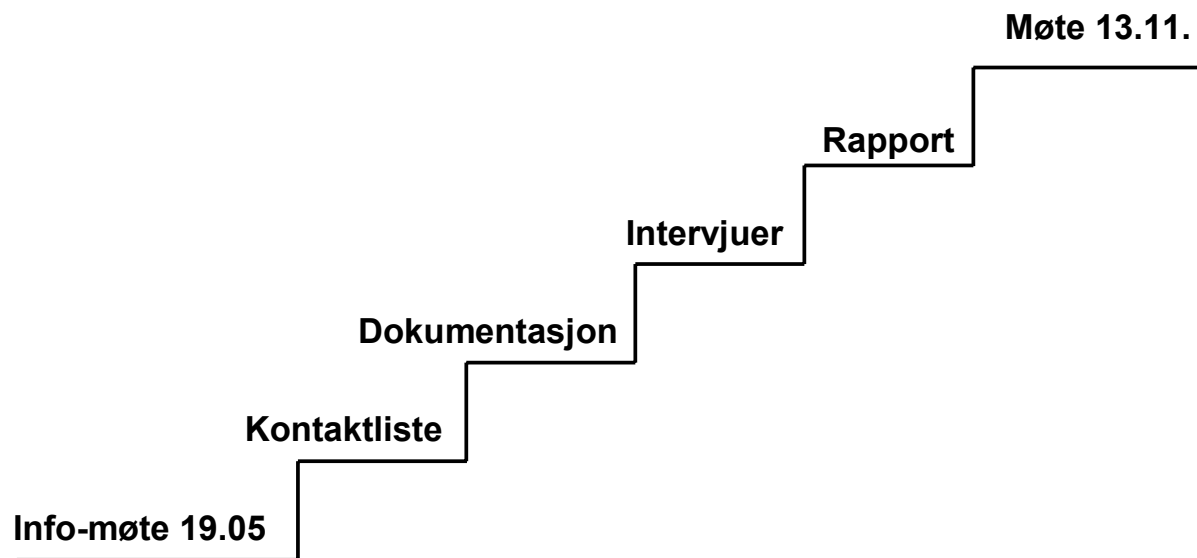 Møte 13.11.
Rapport
Intervjuer
Dokumentasjon
Kontaktliste
Info-møte 19.05